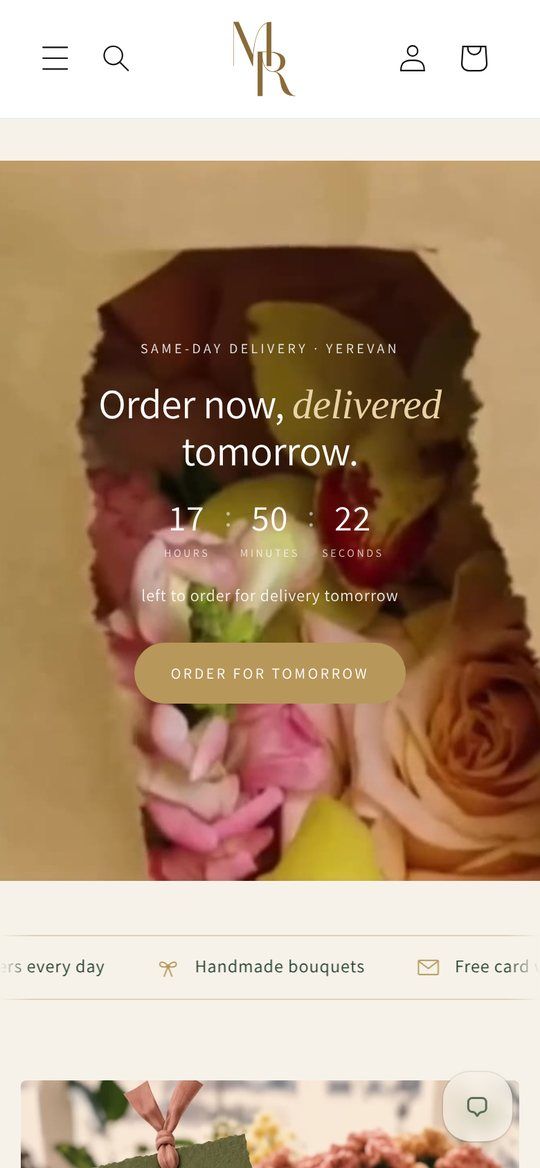 MR
SAME-DAY DELIVERY · YEREVAN
Order now, delivered
tomorrow.
17 : 50 : 22
HOURS MINUTES SECONDS
left to order for delivery tomorrow
ORDER FOR TOMORROW
every day Handmade bouquets Free card